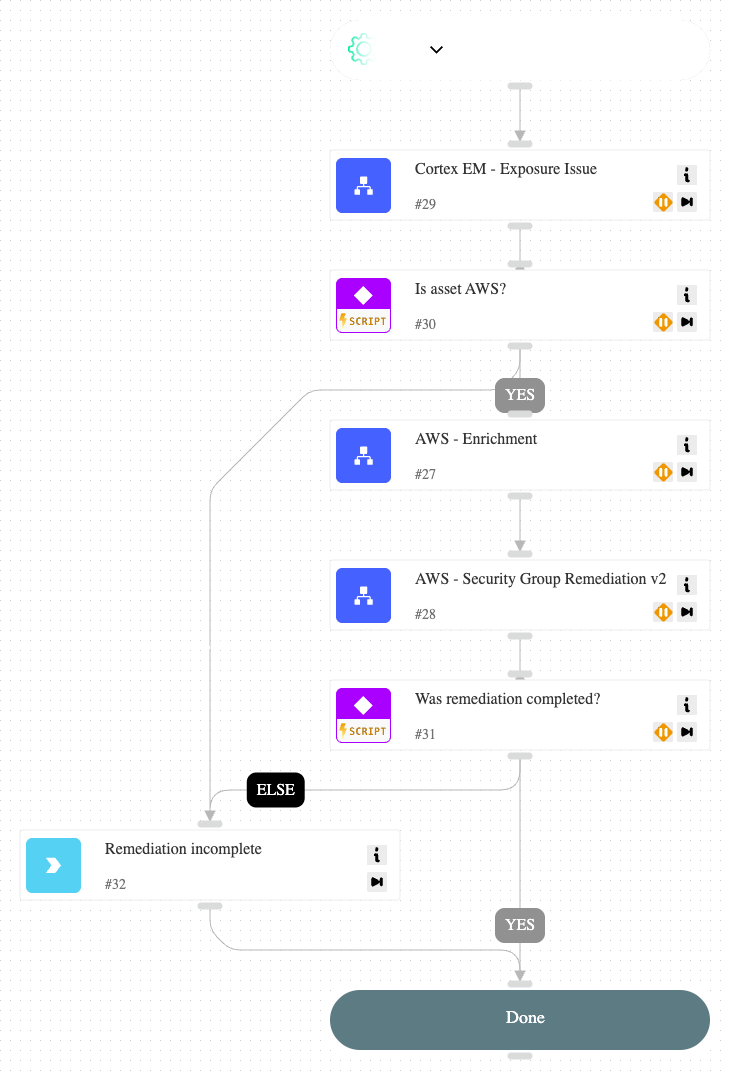 Cortex EM - Exposure Issue
#29
Is asset AWS?
SCRIPT
#30
YES
AWS - Enrichment
#27
AWS - Security Group Remediation v2
#28
Was remediation completed?
SCRIPT
#31
ELSE
Remediation incomplete
#32
YES
Done